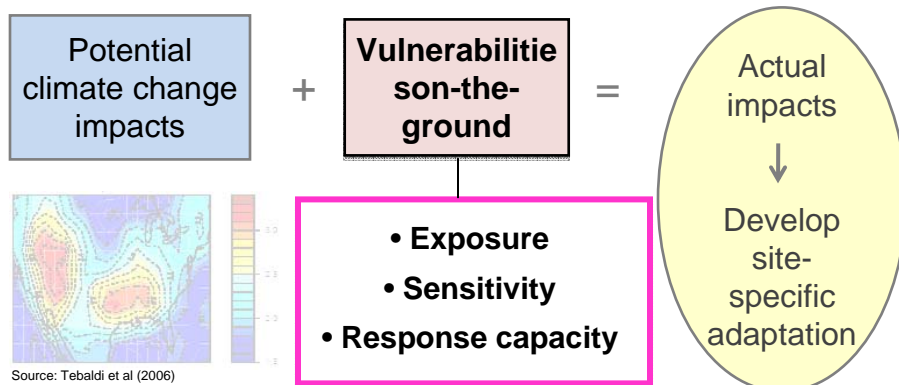 Potential
climate change
impacts
+
Vulnerabilitie
son-the-
ground
=
Actual
impacts
Develop
site-
specific
adaptation
• Exposure
• Sensitivity
• Response capacity
Source: Tebaldi et al (2006)